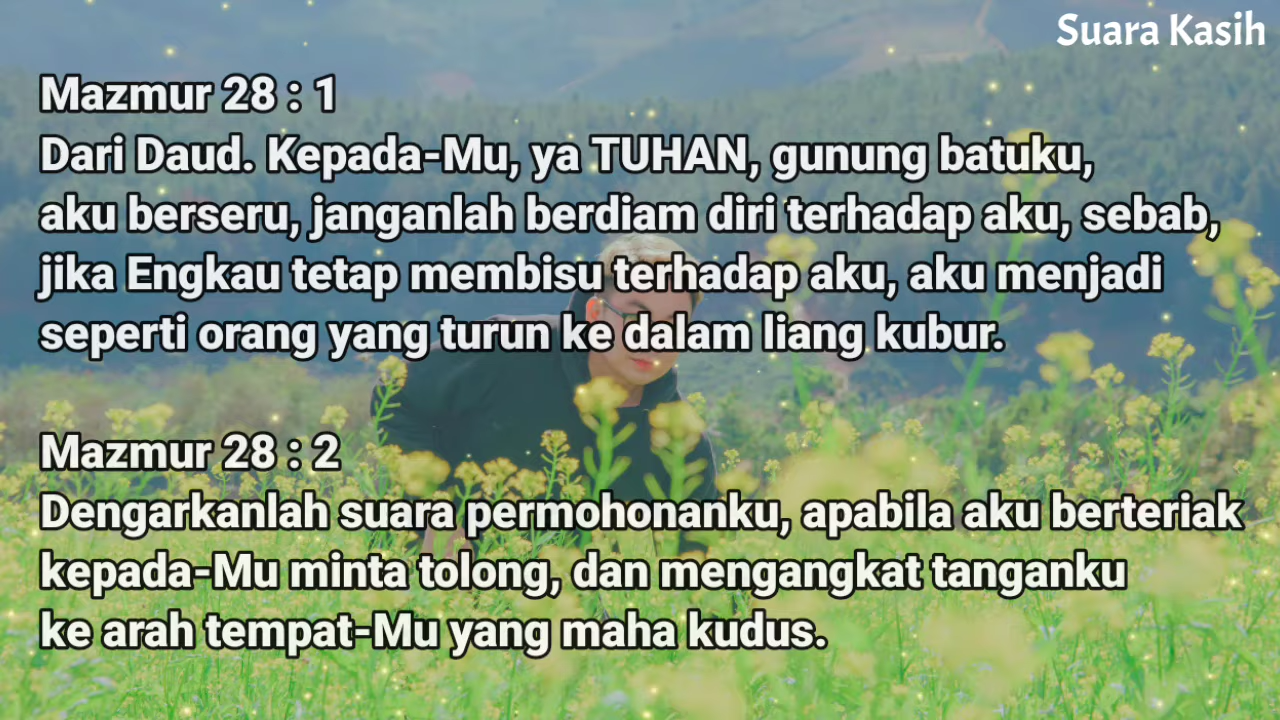 Suara Kasih
Mazmur 28 : 1
Dari Daud. Kepada-Mu, ya TUHAN, gunung batuku,
aku berseru, janganlah berdiam diri terhadap aku, sebab,
jika Engkau tetap membisu terhadap aku, aku menjadi
seperti orang yang turun ke dalam liang kubur.
Mazmur 28 : 2
Dengarkanlah suara permohonanku, apabila aku berteriak
kepada-Mu minta tolong, dan mengangkat tanganku
ke arah tempat-Mu yang maha kudus.